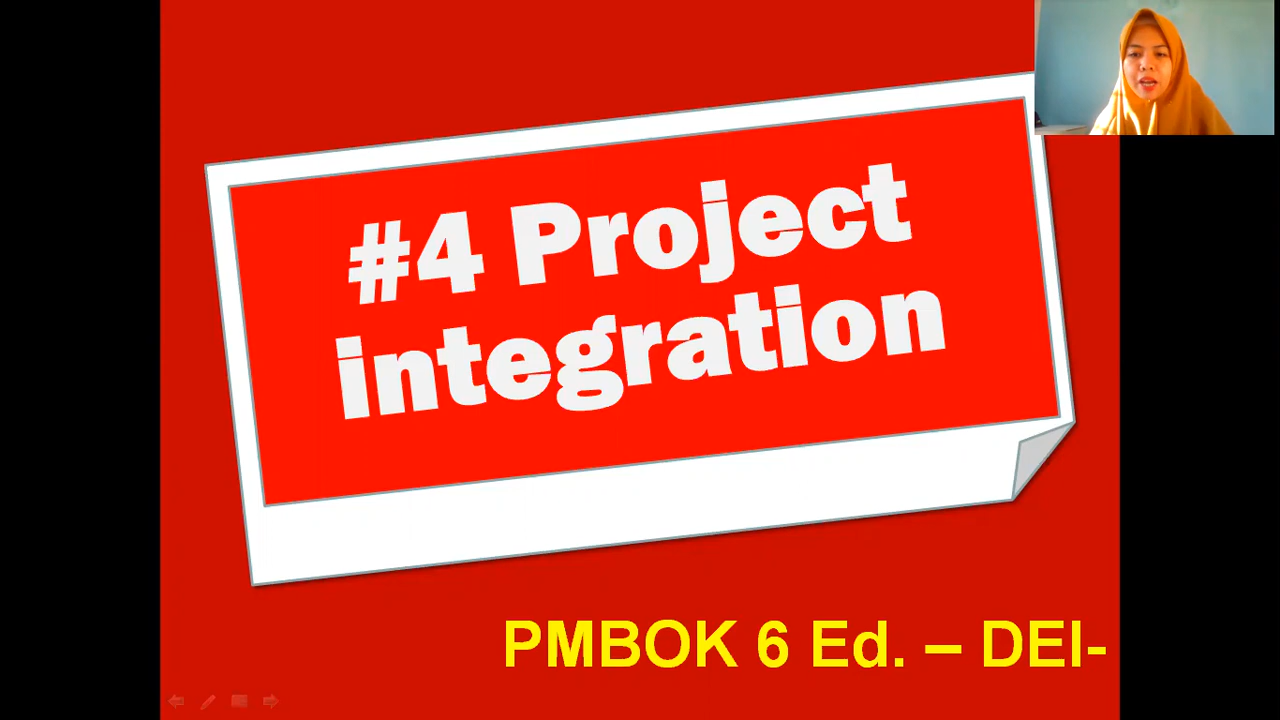 #4 Project
integration
PMBOK 6 Ed. – DEI-